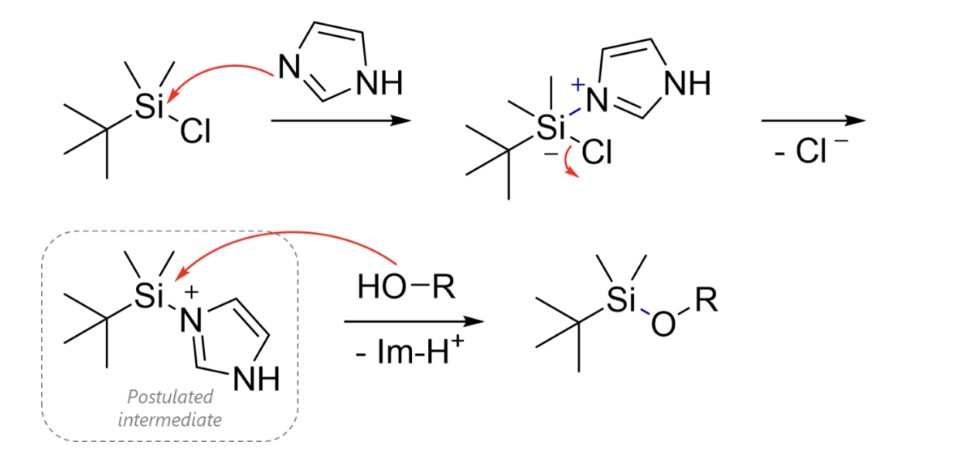 Si
Cl
N
NH
Si
-
Cl
+
N
NH
- Cl⁻
Si
+
N
NH
Postulated
intermediate
HO-R
- Im-H⁺
Si
O
R